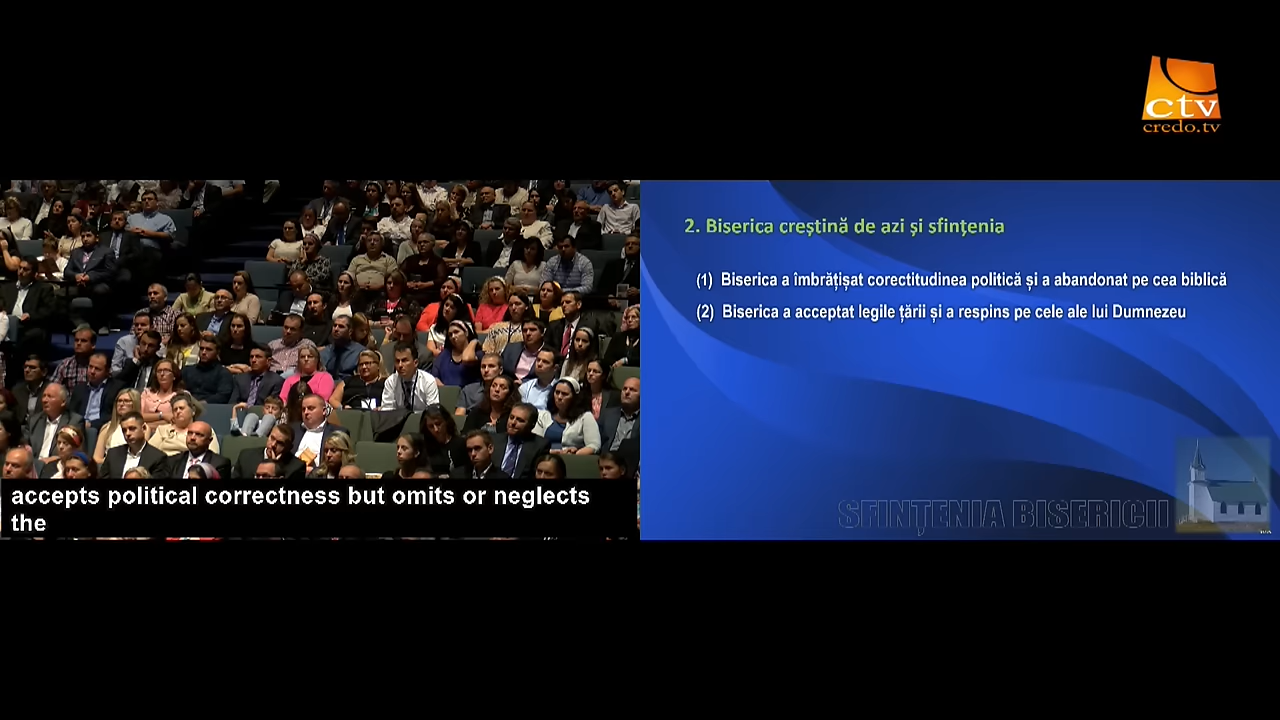 ctv
credo.tv
2. Biserica creștină de azi și sfințenia
(1) Biserica a îmbrățișat corectitudinea politică și a abandonat pe cea biblică
(2) Biserica a acceptat legile țării și a respins pe cele ale lui Dumnezeu
SFINȚENIA BISERICII
accepts political correctness but omits or neglects
the